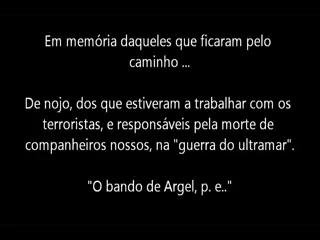 Em memória daqueles que ficaram pelo
caminho ...
De nojo, dos que estiveram a trabalhar com os
terroristas, e responsáveis pela morte de
companheiros nossos, na "guerra do ultramar".
"O bando de Argel, p. e.."